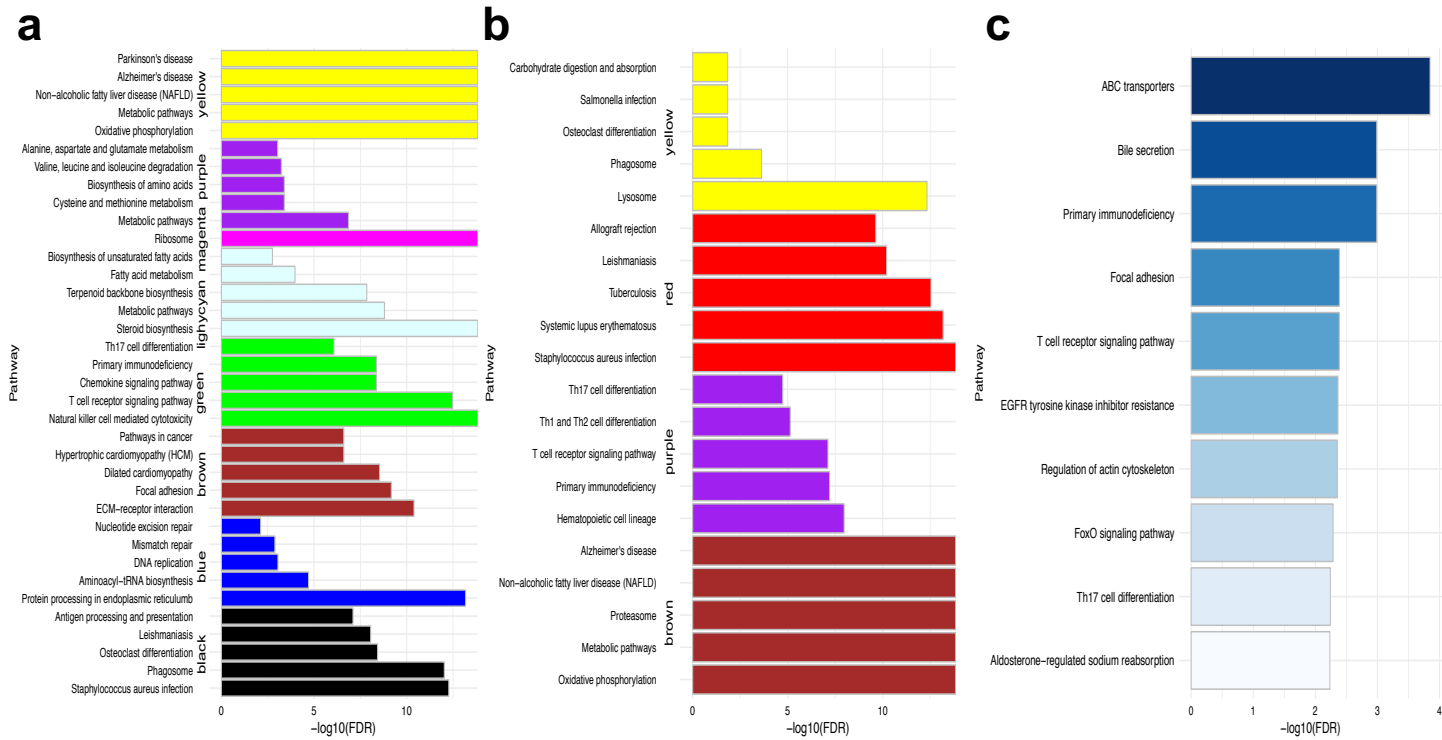 a
Parkinson's disease
Alzheimer's disease
Non-alcoholic fatty liver disease (NAFLD)
Metabolic pathways
Oxidative phosphorylation
yellow
Alanine, aspartate and glutamate metabolism
Valine, leucine and isoleucine degradation
Biosynthesis of amino acids
Cysteine and methionine metabolism
Metabolic pathways
purple
Ribosome
magenta
Biosynthesis of unsaturated fatty acids
Fatty acid metabolism
Terpenoid backbone biosynthesis
Metabolic pathways
Steroid biosynthesis
lighycyan
Th17 cell differentiation
Primary immunodeficiency
Chemokine signaling pathway
T cell receptor signaling pathway
Natural killer cell mediated cytotoxicity
green
Pathways in cancer
Hypertrophic cardiomyopathy (HCM)
Dilated cardiomyopathy
Focal adhesion
ECM−receptor interaction
brown
Nucleotide excision repair
Mismatch repair
DNA replication
Aminoacyl−tRNA biosynthesis
Protein processing in endoplasmic reticulumb
blue
Antigen processing and presentation
Leishmaniasis
Osteoclast differentiation
Phagosome
Staphylococcus aureus infection
black
Pathway
0 5 10
−log10(FDR)
b
Carbohydrate digestion and absorption
Salmonella infection
Osteoclast differentiation
Phagosome
Lysosome
yellow
Allograft rejection
Leishmaniasis
Tuberculosis
Systemic lupus erythematosus
Staphylococcus aureus infection
red
Th17 cell differentiation
Th1 and Th2 cell differentiation
T cell receptor signaling pathway
Primary immunodeficiency
Hematopoietic cell lineage
purple
Alzheimer's disease
Non−alcoholic fatty liver disease (NAFLD)
Proteasome
Metabolic pathways
Oxidative phosphorylation
brown
Pathway
0 5 10
−log10(FDR)
c
ABC transporters
Bile secretion
Primary immunodeficiency
Focal adhesion
T cell receptor signaling pathway
EGFR tyrosine kinase inhibitor resistance
Regulation of actin cytoskeleton
FoxO signaling pathway
Th17 cell differentiation
Aldosterone−regulated sodium reabsorption
Pathway
0 1 2 3 4
−log10(FDR)